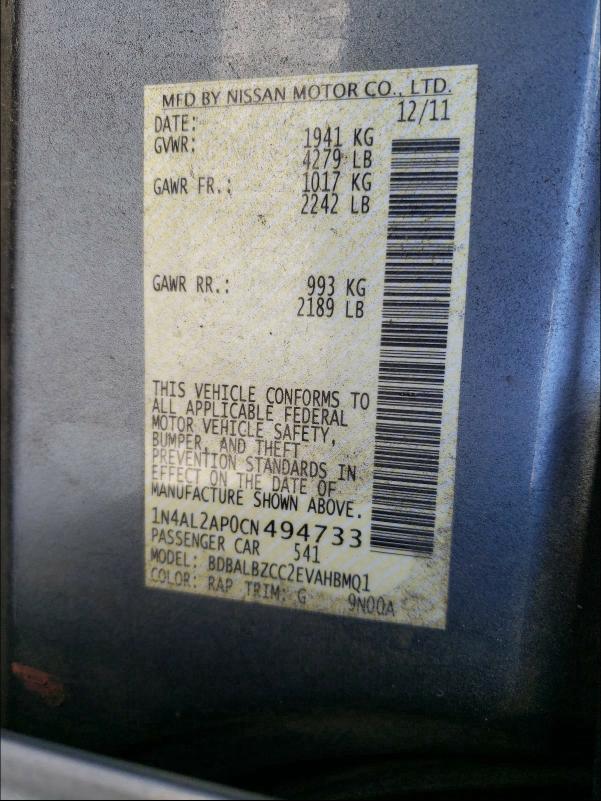 MFD BY NISSAN MOTOR CO., LTD.
DATE: 12/11
GVWR: 1941 KG
4279 LB
GAWR FR.: 1017 KG
2242 LB
GAWR RR.: 993 KG
2189 LB
THIS VEHICLE CONFORMS TO
ALL APPLICABLE FEDERAL
MOTOR VEHICLE SAFETY,
BUMPER, AND THEFT
PREVENTION STANDARDS IN
EFFECT ON THE DATE OF
MANUFACTURE SHOWN ABOVE.
1N4AL2AP0CN494733
PASSENGER CAR 541
MODEL: BDBALBZCC2EVAHBMQ1
COLOR: RAP TRIM: G 9N00A